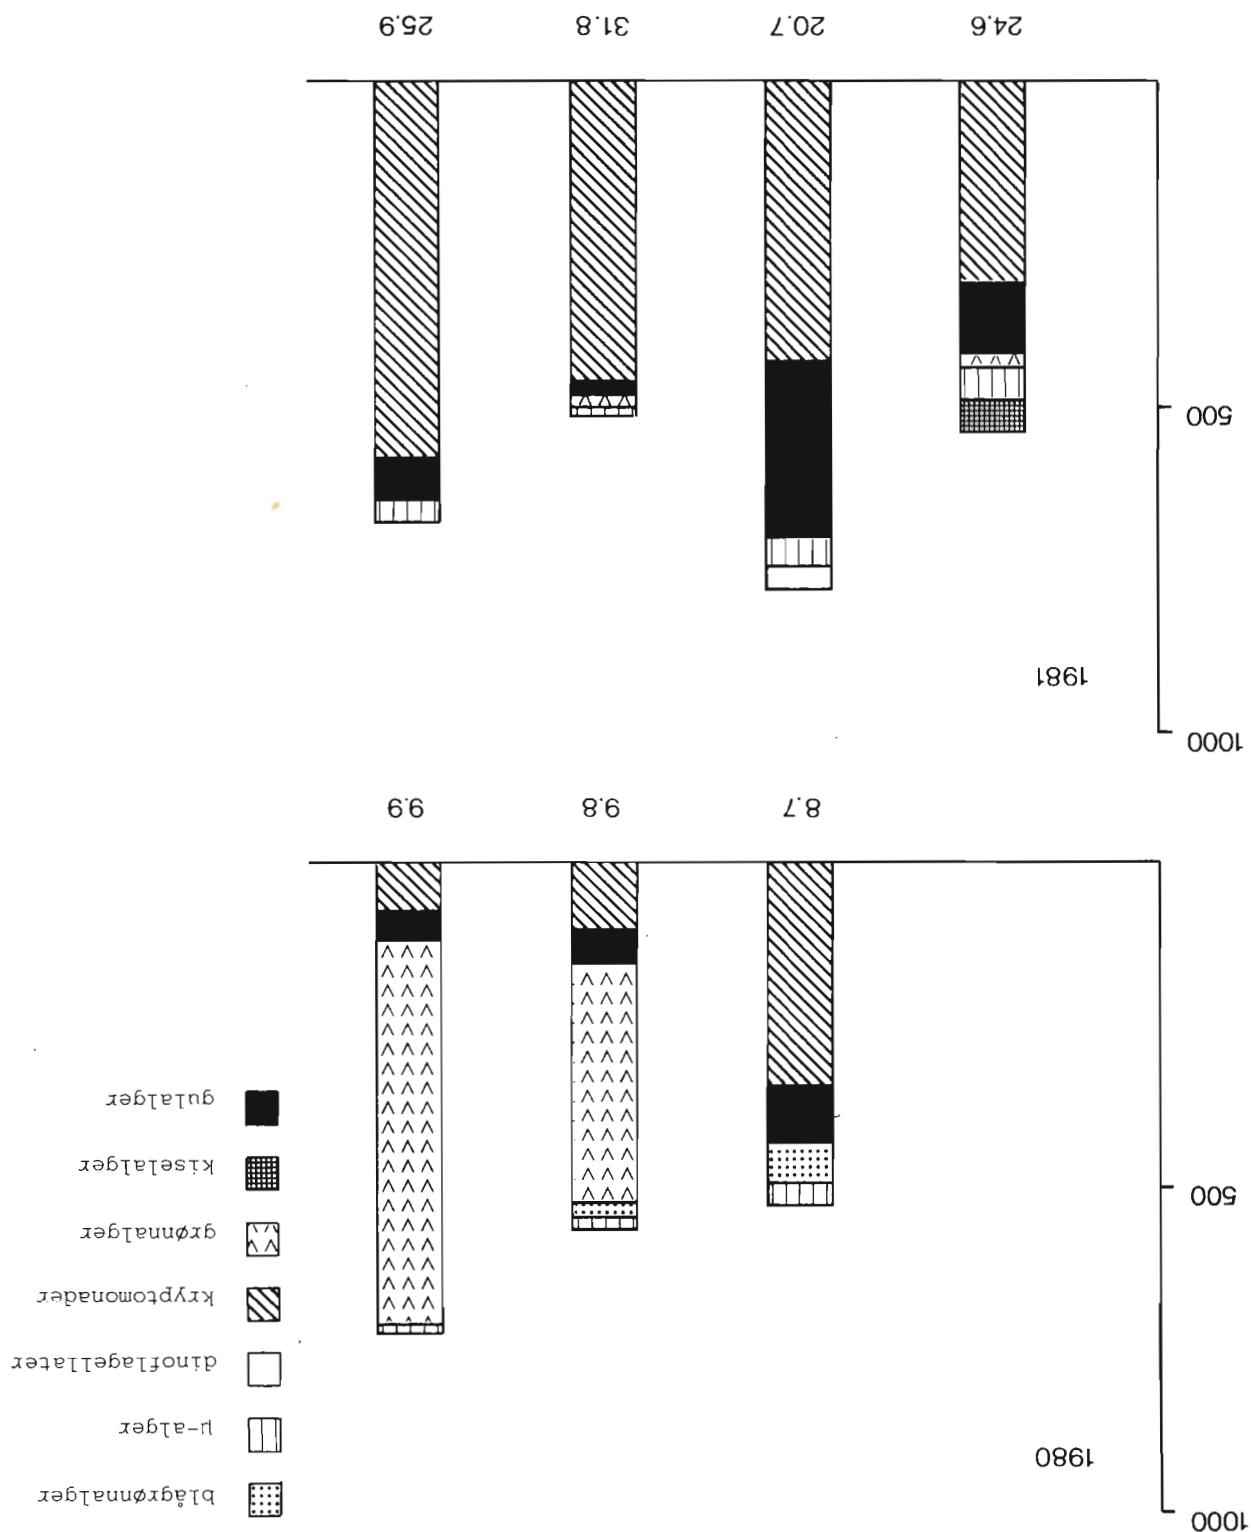 1000
1980
blågrønnalger
µ-alger
dinoflagellater
kryptomonader
grønnalger
kiselalger
gulalger
500
8.7 9.8 9.9
1000
1981
500
24.6 20.7 31.8 25.9